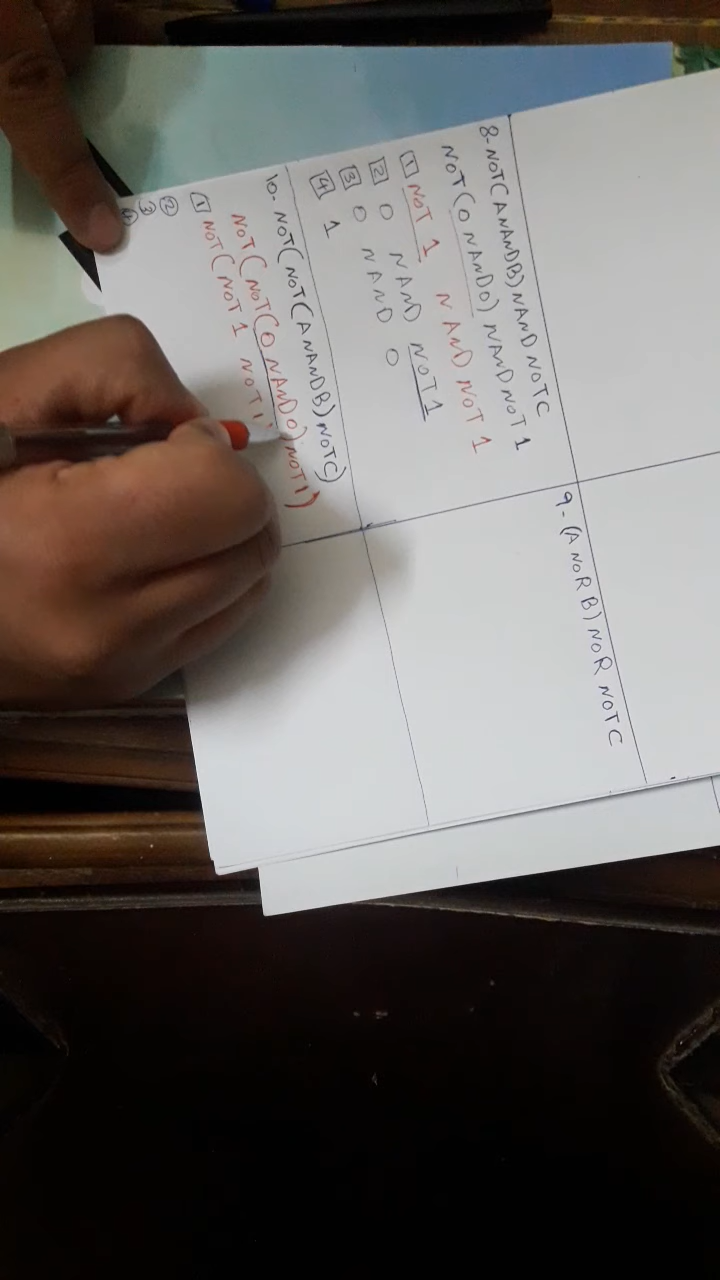 8- NOT(A NAND B) NAND NOT C
NOT (0 NAND 0) NAND NOT 1
1 NOT 1 NAND NOT 1
2 0 NAND NOT 1
3 0 NAND 0
4 1
9- (A NOR B) NOR NOT C
10- NOT(NOT(A NAND B) NOT C)
NOT(NOT(0 NAND 0) NOT 1)
1 NOT(NOT 1 NOT 1
2
3
4